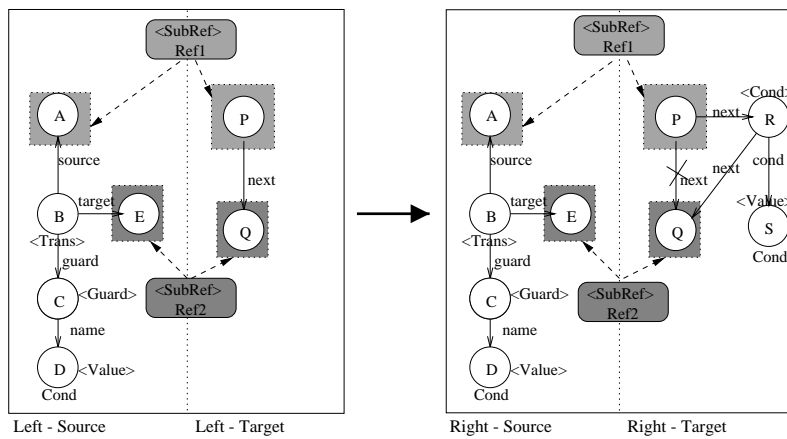 <SubRef>
Ref1
A
P
source
next
B
target
E
Q
<Trans>
guard
<SubRef>
Ref2
C
<Guard>
name
D
<Value>
Cond
Left - Source
Left - Target
<SubRef>
Ref1
<Cond>
A
P
next
R
source
next
next
cond
B
target
E
Q
<Value>
S
<Trans>
Cond
guard
<SubRef>
Ref2
C
<Guard>
name
D
<Value>
Cond
Right - Source
Right - Target